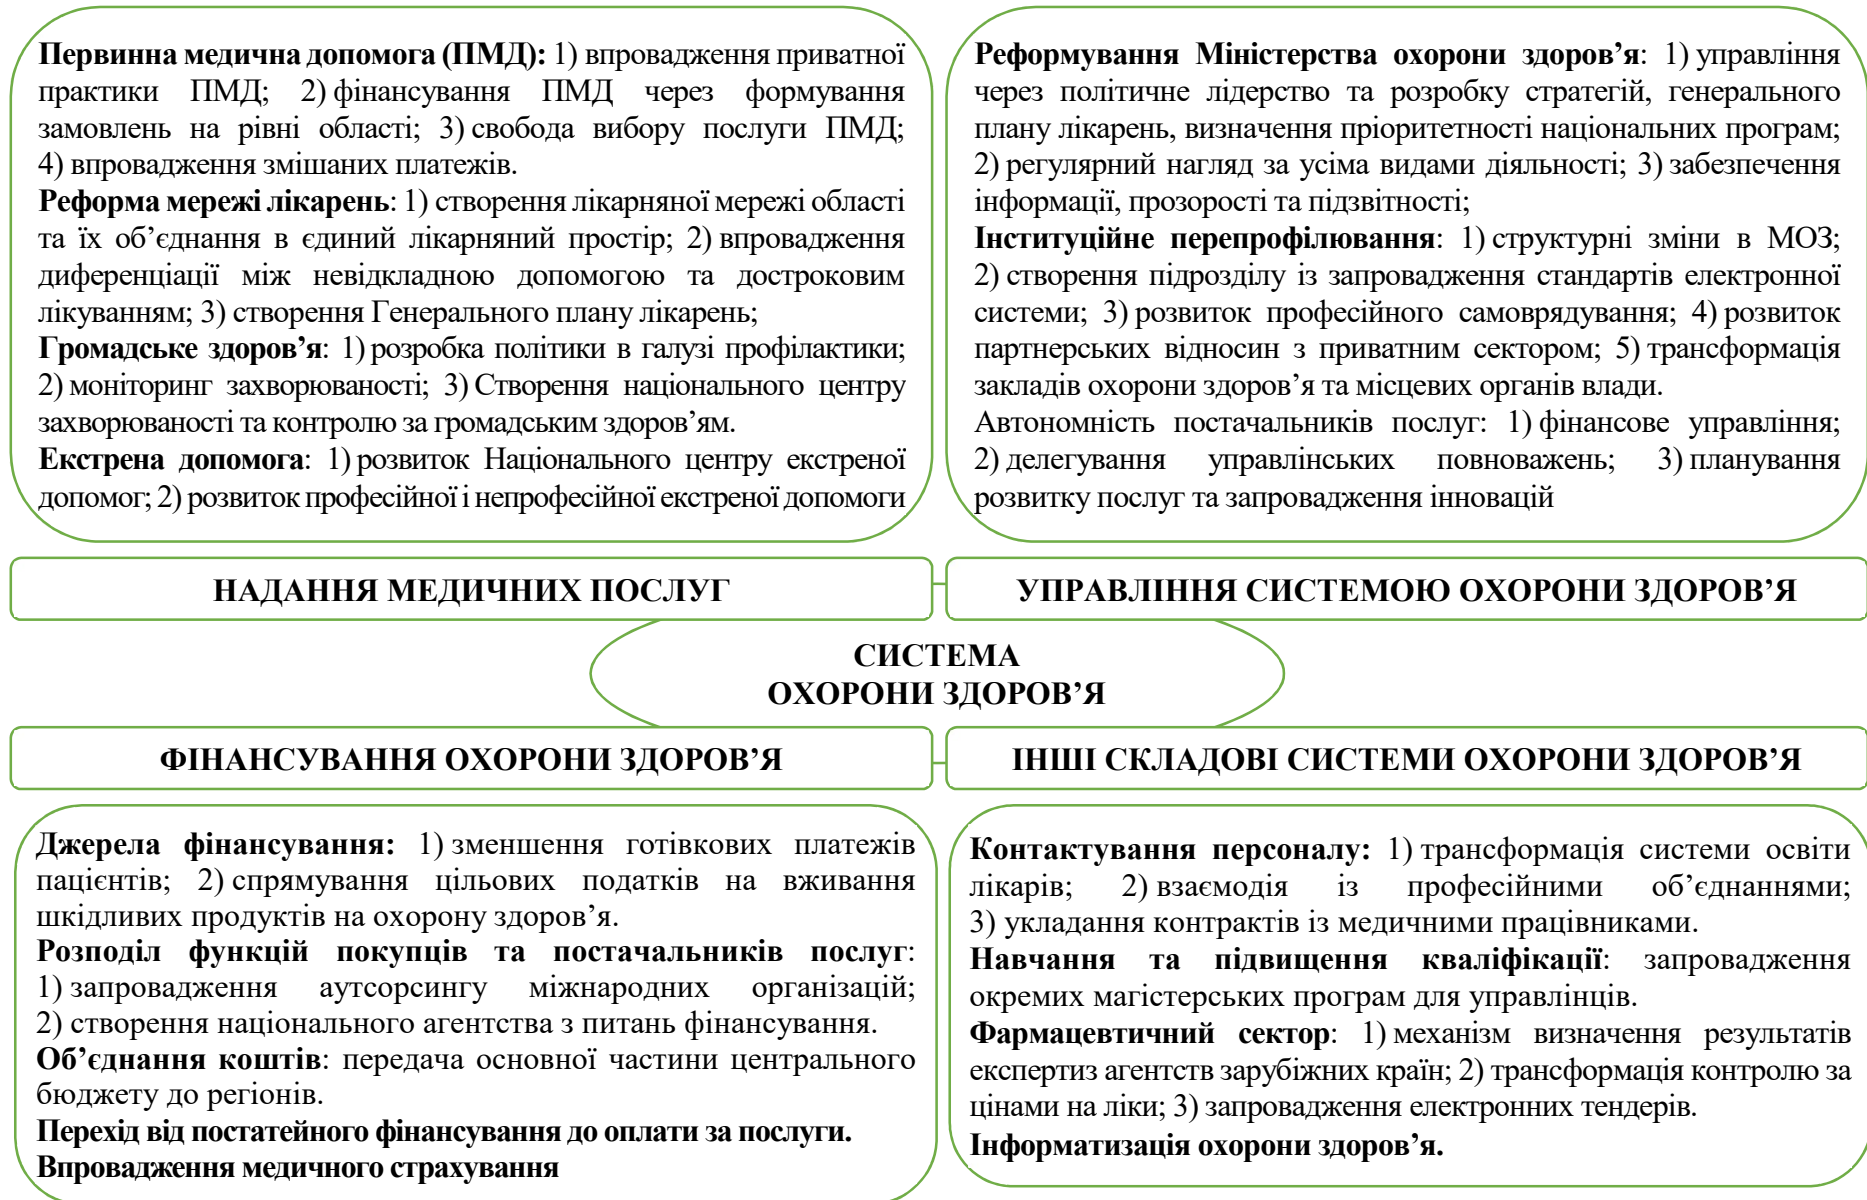 Первинна медична допомога (ПМД): 1) впровадження приватної
практики ПМД; 2) фінансування ПМД через формування
замовлень на рівні області; 3) свобода вибору послуги ПМД;
4) впровадження змішаних платежів.
Реформа мережі лікарень: 1) створення лікарняної мережі області
та їх об’єднання в єдиний лікарняний простір; 2) впровадження
диференціації між невідкладною допомогою та достроковим
лікуванням; 3) створення Генерального плану лікарень;
Громадське здоров’я: 1) розробка політики в галузі профілактики;
2) моніторинг захворюваності; 3) Створення національного центру
захворюваності та контролю за громадським здоров’ям.
Екстрена допомога: 1) розвиток Національного центру екстреної
допомог; 2) розвиток професійної і непрофесійної екстреної допомоги
Реформування Міністерства охорони здоров’я: 1) управління
через політичне лідерство та розробку стратегій, генерального
плану лікарень, визначення пріоритетності національних програм;
2) регулярний нагляд за усіма видами діяльності; 3) забезпечення
інформації, прозорості та підзвітності;
Інституційне перепрофілювання: 1) структурні зміни в МОЗ;
2) створення підрозділу із запровадження стандартів електронної
системи; 3) розвиток професійного самоврядування; 4) розвиток
партнерських відносин з приватним сектором; 5) трансформація
закладів охорони здоров’я та місцевих органів влади.
Автономність постачальників послуг: 1) фінансове управління;
2) делегування управлінських повноважень; 3) планування
розвитку послуг та запровадження інновацій
НАДАННЯ МЕДИЧНИХ ПОСЛУГ
УПРАВЛІННЯ СИСТЕМОЮ ОХОРОНИ ЗДОРОВ’Я
СИСТЕМА
ОХОРОНИ ЗДОРОВ’Я
ФІНАНСУВАННЯ ОХОРОНИ ЗДОРОВ’Я
ІНШІ СКЛАДОВІ СИСТЕМИ ОХОРОНИ ЗДОРОВ’Я
Джерела фінансування: 1) зменшення готівкових платежів
пацієнтів; 2) спрямування цільових податків на вживання
шкідливих продуктів на охорону здоров’я.
Розподіл функцій покупців та постачальників послуг:
1) запровадження аутсорсингу міжнародних організацій;
2) створення національного агентства з питань фінансування.
Об’єднання коштів: передача основної частини центрального
бюджету до регіонів.
Перехід від постатейного фінансування до оплати за послуги.
Впровадження медичного страхування
Контактування персоналу: 1) трансформація системи освіти
лікарів; 2) взаємодія із професійними об’єднаннями;
3) укладання контрактів із медичними працівниками.
Навчання та підвищення кваліфікації: запровадження
окремих магістерських програм для управлінців.
Фармацевтичний сектор: 1) механізм визначення результатів
експертиз агентств зарубіжних країн; 2) трансформація контролю за
цінами на ліки; 3) запровадження електронних тендерів.
Інформатизація охорони здоров’я.